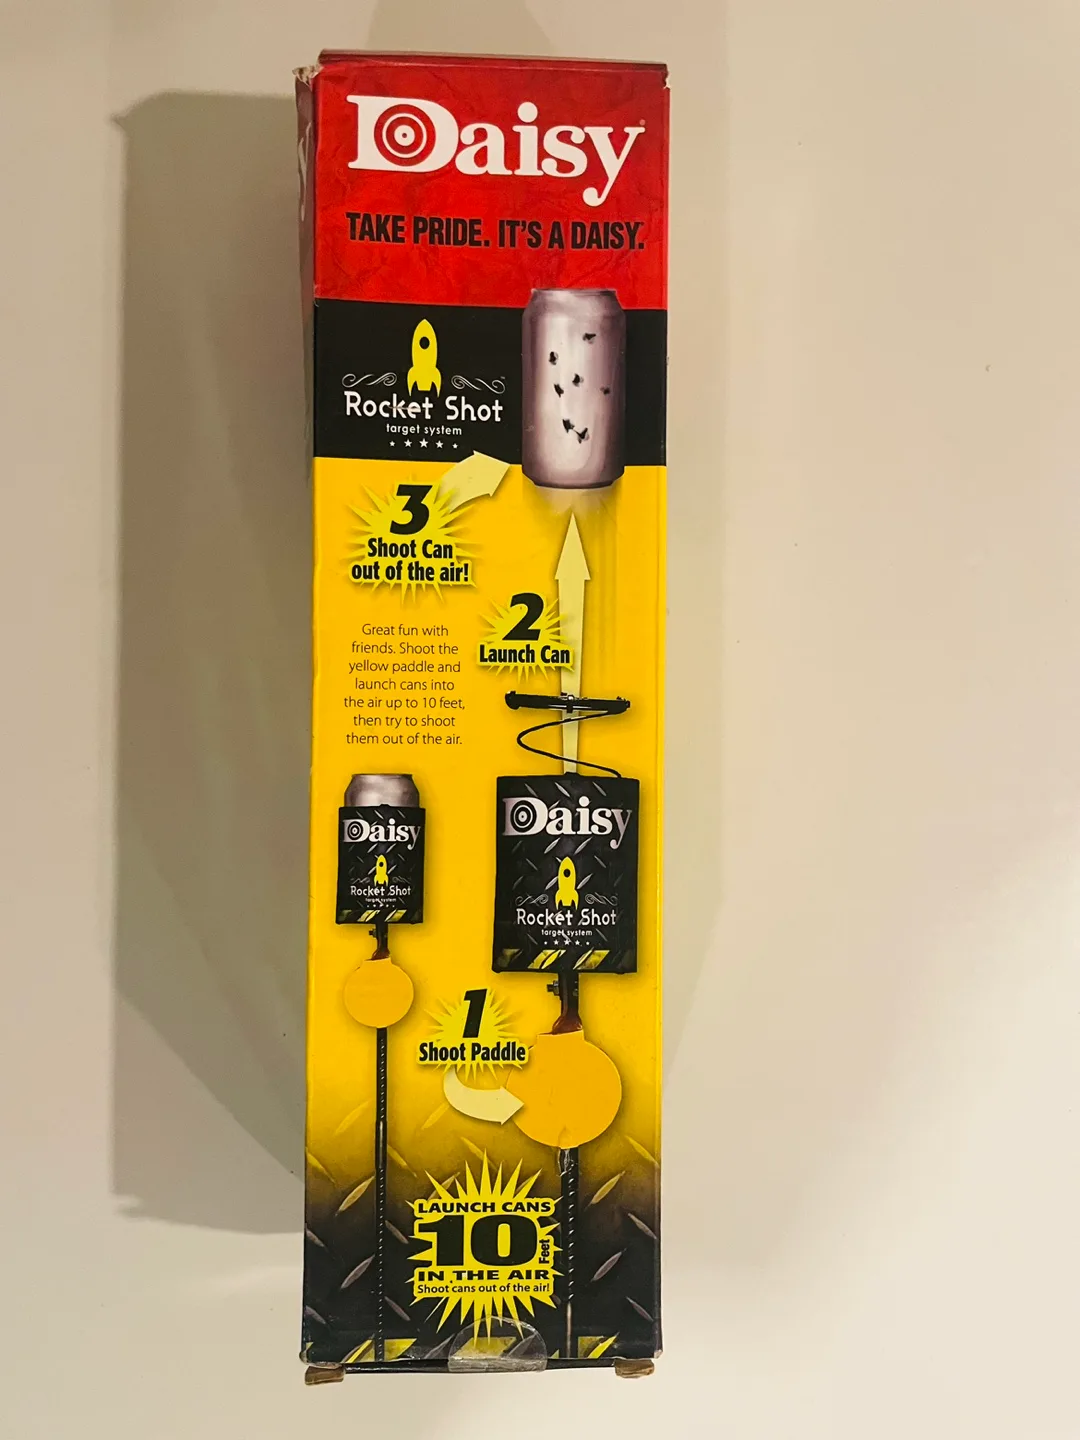 Daisy
TAKE PRIDE. IT'S A DAISY.
Rocket Shot
target system
3
Shoot Can
out of the air!
2
Launch Can
Great fun with
friends. Shoot the
yellow paddle and
launch cans into
the air up to 10 feet,
then try to shoot
them out of the air.
Daisy
Rocket Shot
target system
Daisy
Rocket Shot
target system
1
Shoot Paddle
LAUNCH CANS
10 Feet
IN THE AIR
Shoot cans out of the air!